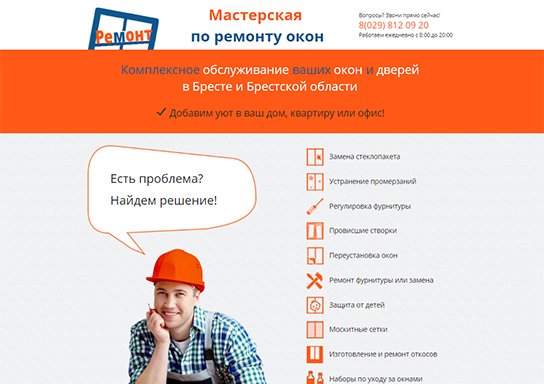 Ремонт
Мастерская
по ремонту окон
Вопросы? Звони прямо сейчас!
8(029) 812 09 20
Работаем ежедневно с 8:00 до 20:00
Комплексное обслуживание ваших окон и дверей
в Бресте и Брестской области
Добавим уют в ваш дом, квартиру или офис!
Есть проблема?
Найдем решение!
Замена стеклопакета
Устранение промерзаний
Регулировка фурнитуры
Провисшие створки
Переустановка окон
Ремонт фурнитуры или замена
Защита от детей
Москитные сетки
Изготовление и ремонт откосов
Наборы по уходу за окнами